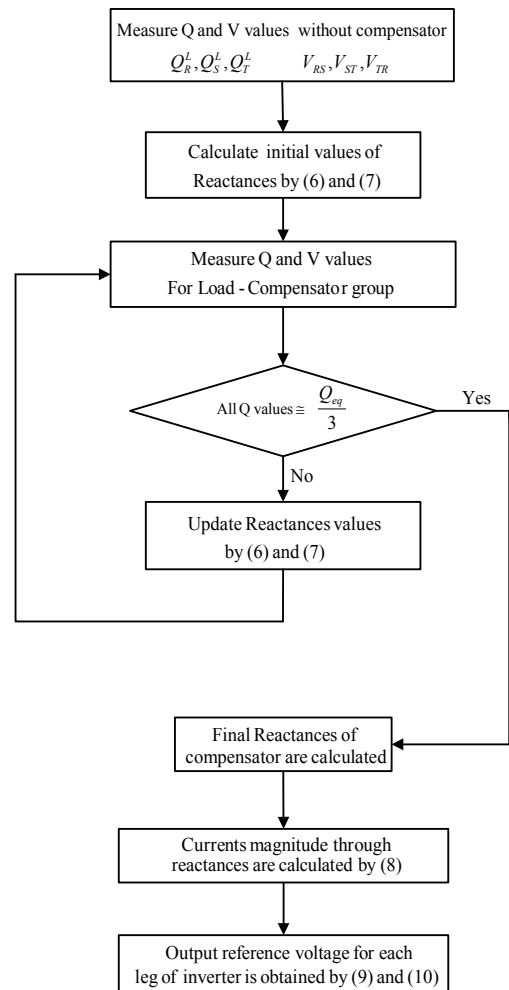 Measure Q and V values without compensator
Q_R^L, Q_S^L, Q_T^L V_RS, V_ST, V_TR
Calculate initial values of
Reactances by (6) and (7)
Measure Q and V values
For Load - Compensator group
All Q values ≅ Q_eq/3
Yes
No
Update Reactances values
by (6) and (7)
Final Reactances of
compensator are calculated
Currents magnitude through
reactances are calculated by (8)
Output reference voltage for each
leg of inverter is obtained by (9) and (10)